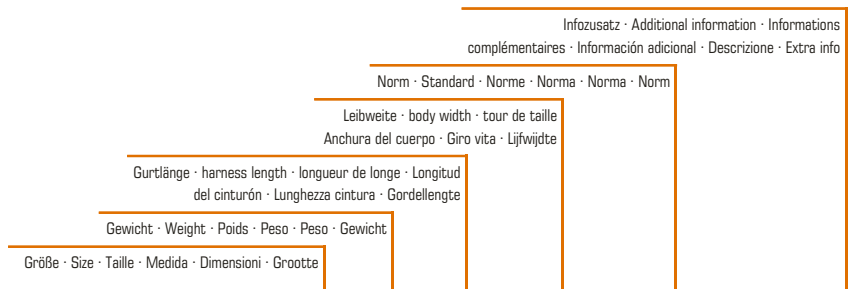 Infozusatz · Additional information · Informations
complémentaires · Información adicional · Descrizione · Extra info
Norm · Standard · Norme · Norma · Norma · Norm
Leibweite · body width · tour de taille
Anchura del cuerpo · Giro vita · Lijfwijdte
Gurtlänge · harness length · longueur de longe · Longitud
del cinturón · Lunghezza cintura · Gordellengte
Gewicht · Weight · Poids · Peso · Peso · Gewicht
Größe · Size · Taille · Medida · Dimensioni · Grootte